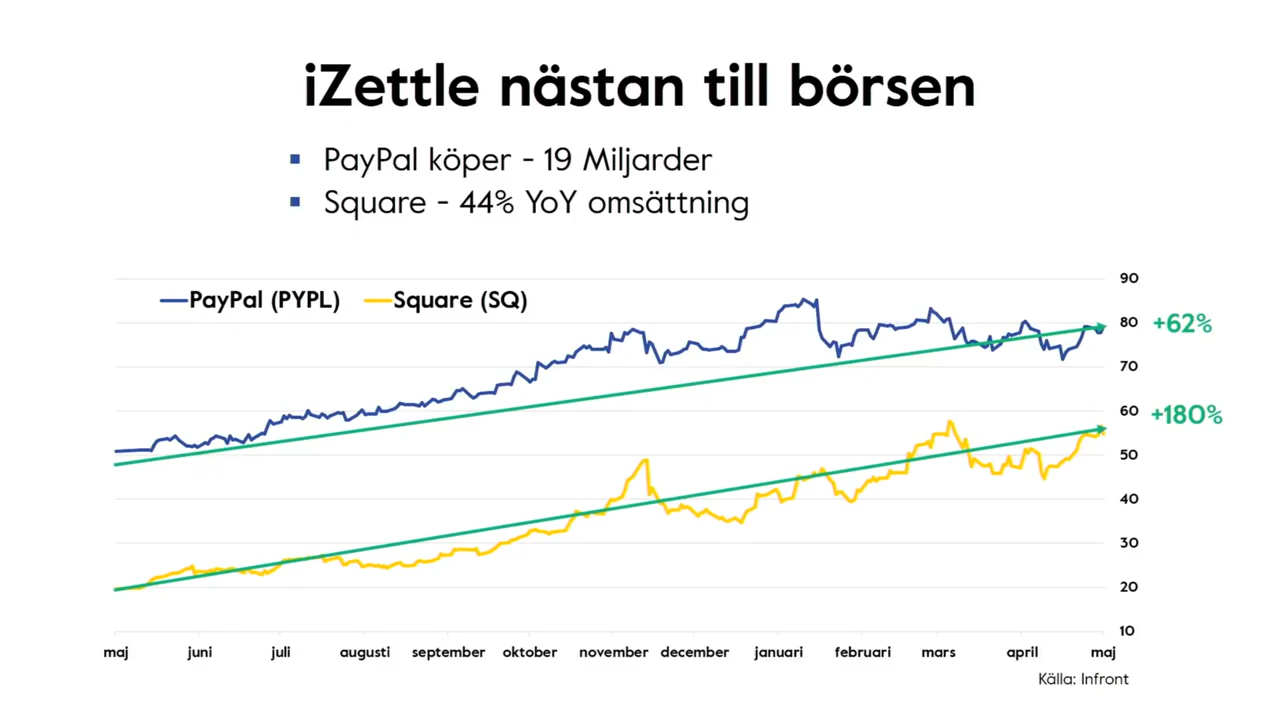 iZettle nästan till börsen
▪ PayPal köper - 19 Miljarder
▪ Square - 44% YoY omsättning
PayPal (PYPL) Square (SQ)
90
80
+62%
70
60
+180%
50
40
30
20
10
maj juni juli augusti september oktober november december januari februari mars april maj
Källa: Infront